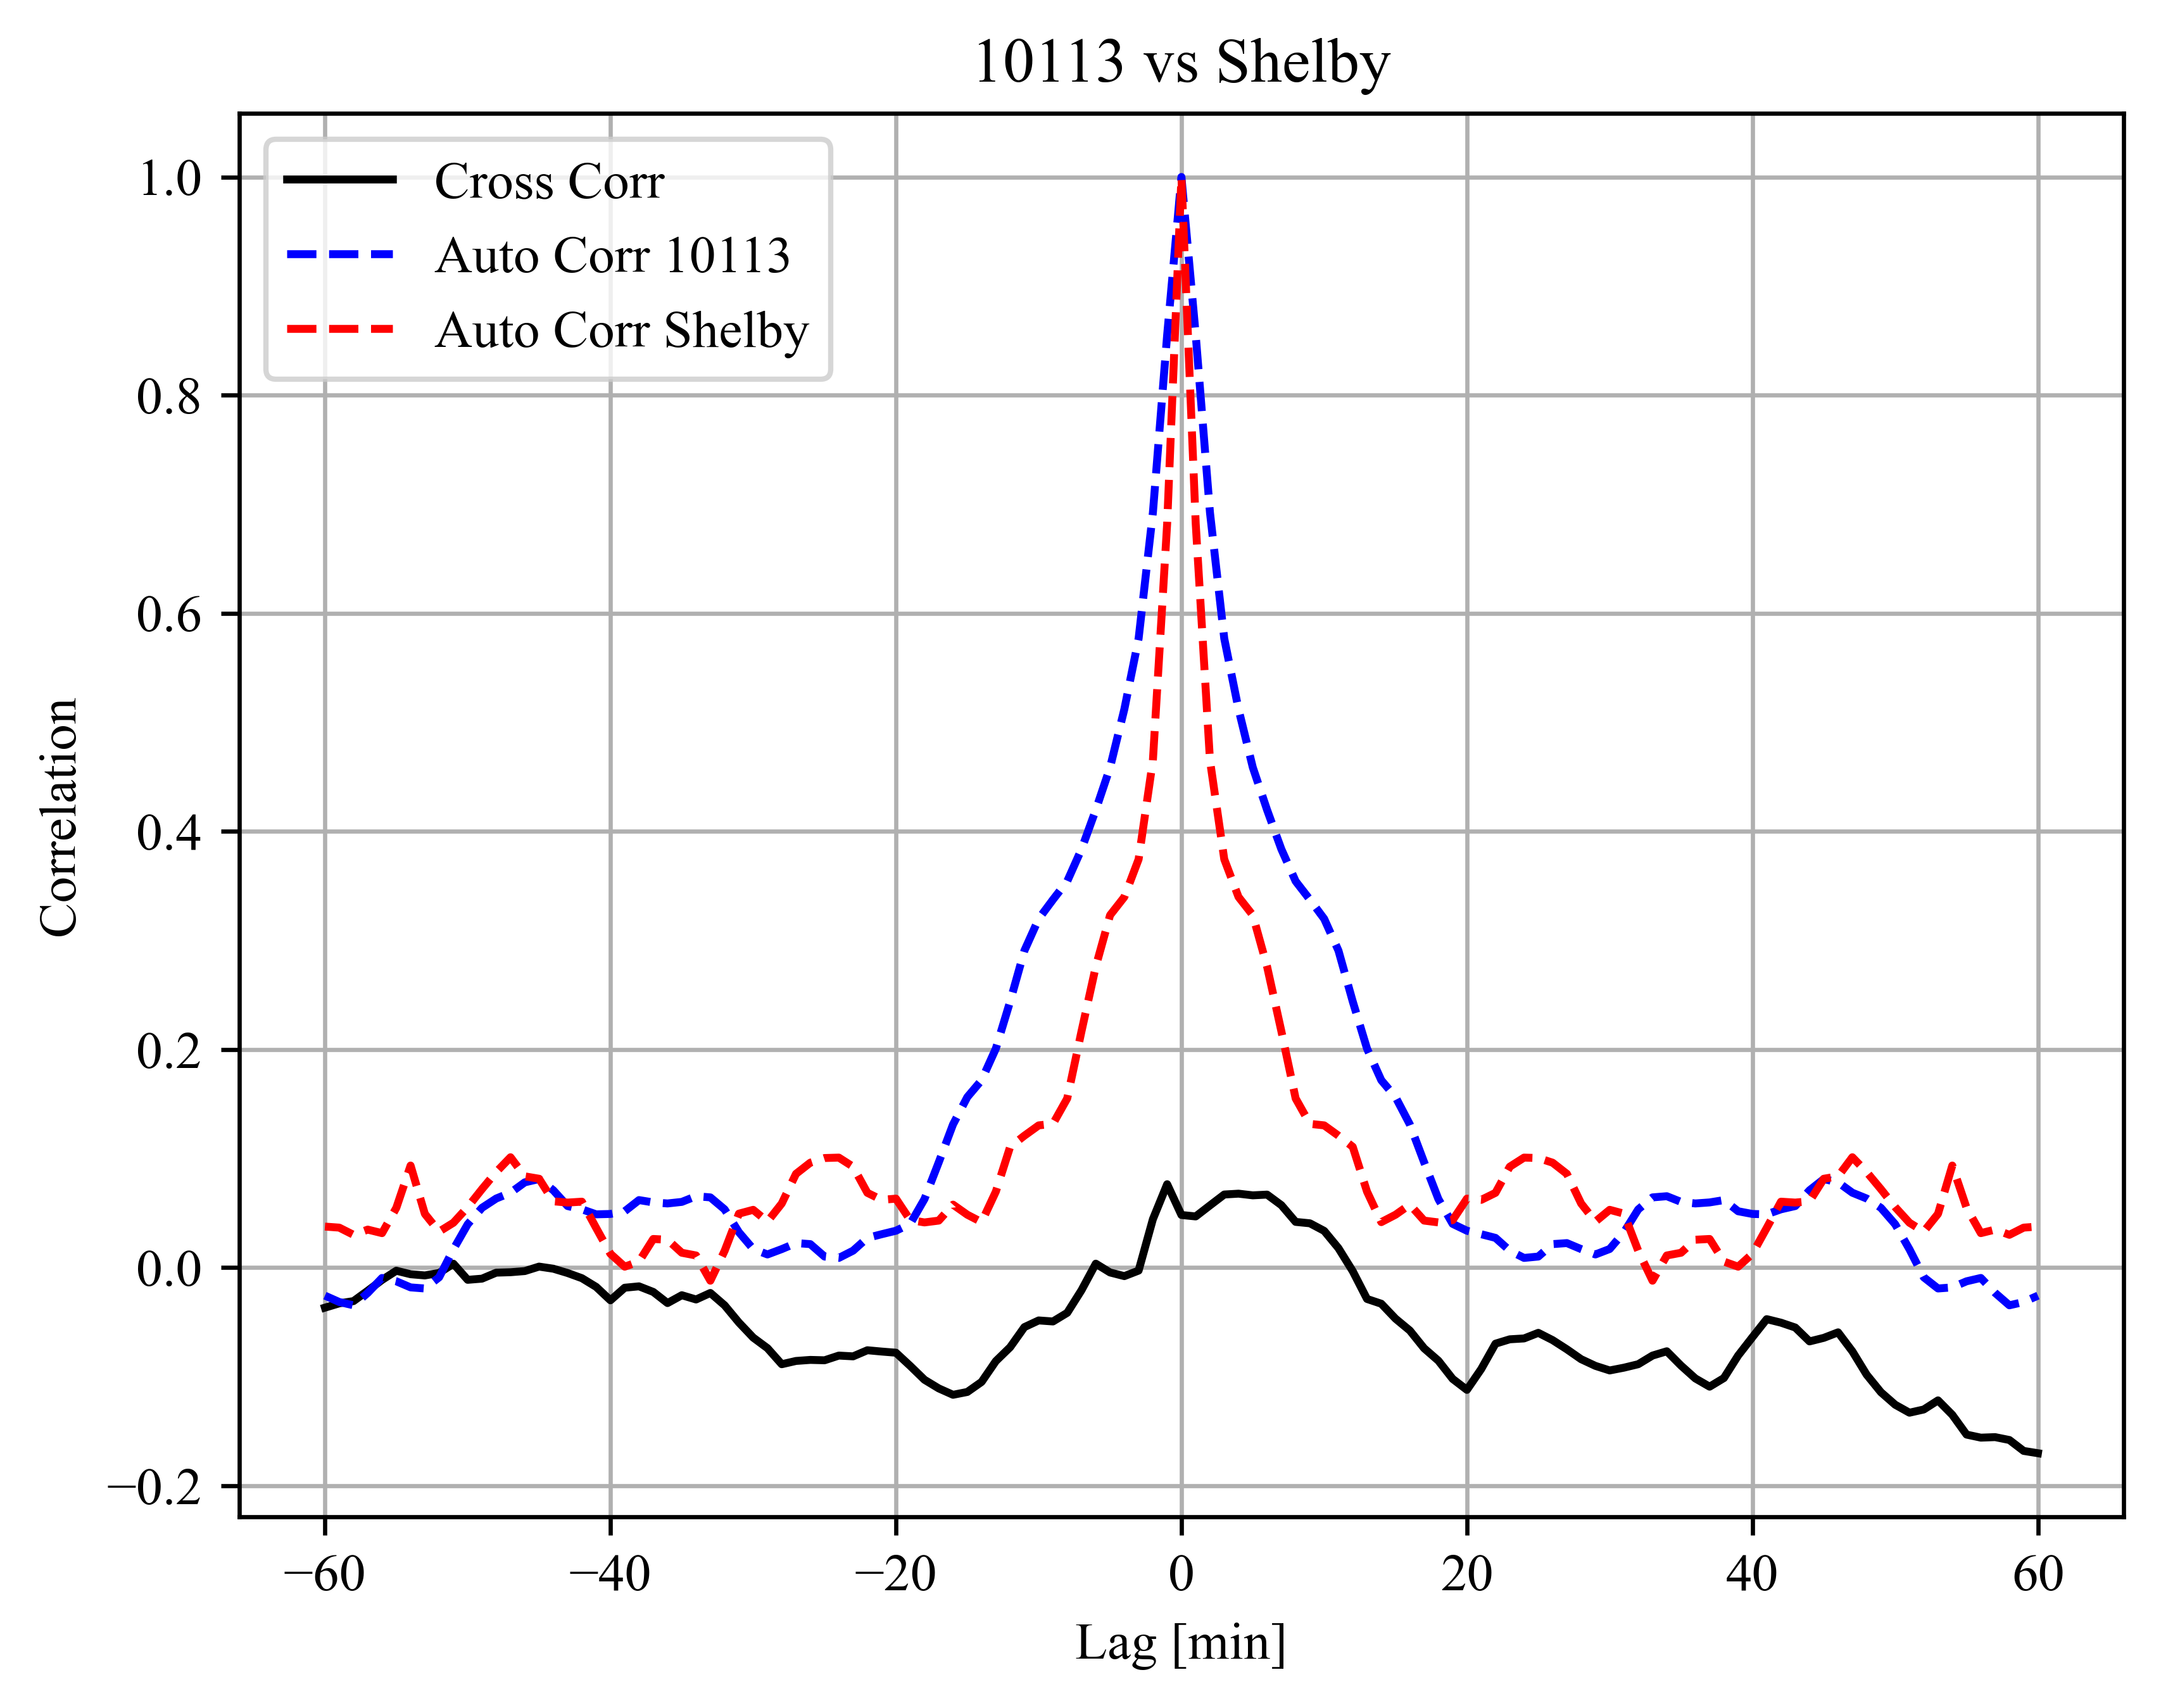 10113 vs Shelby
Cross Corr
Auto Corr 10113
Auto Corr Shelby
1.0
0.8
0.6
0.4
0.2
0.0
−0.2
Correlation
−60
−40
−20
0
20
40
60
Lag [min]